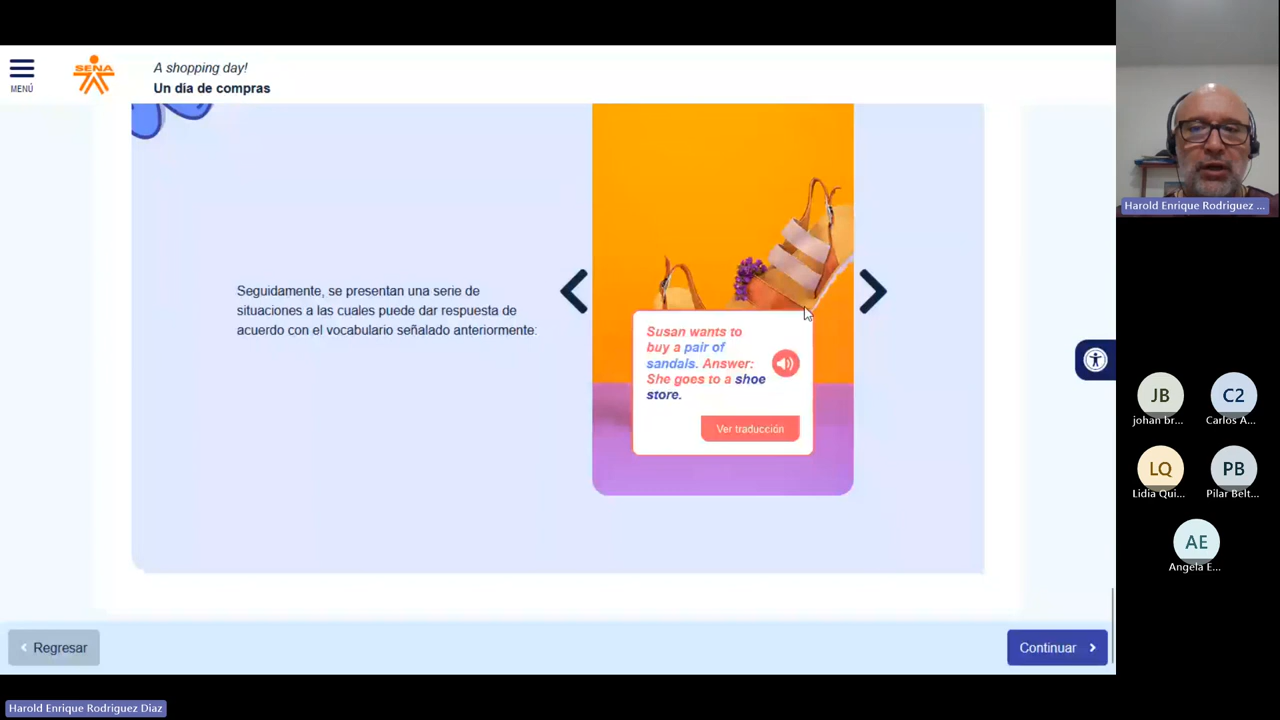 MENÚ
SENA
A shopping day!
Un día de compras
Seguidamente, se presentan una serie de
situaciones a las cuales puede dar respuesta de
acuerdo con el vocabulario señalado anteriormente:
Susan wants to
buy a pair of
sandals. Answer:
She goes to a shoe
store.
Ver traducción
Regresar
Continuar
Harold Enrique Rodriguez ...
JB
johan br...
C2
Carlos A...
LQ
Lidia Qui...
PB
Pilar Belt...
AE
Angela E...
Harold Enrique Rodriguez Diaz